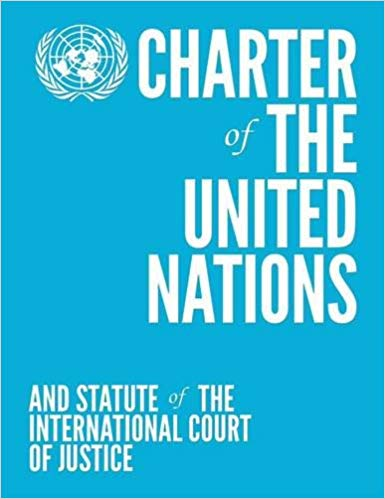 CHARTER
of THE
UNITED
NATIONS
AND STATUTE of THE
INTERNATIONAL COURT
OF JUSTICE